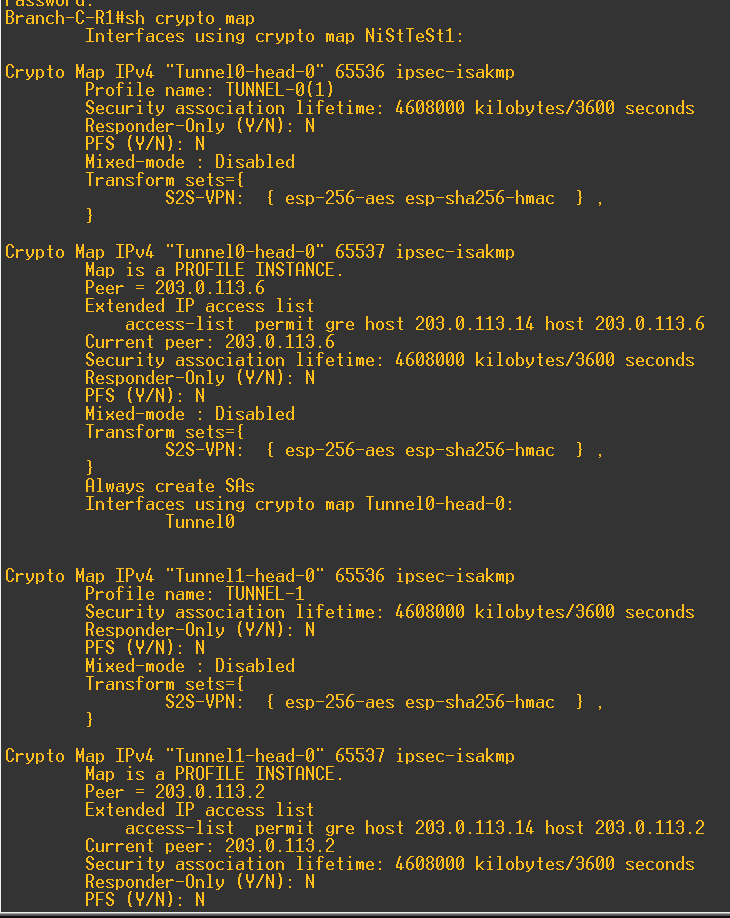 Password:
Branch-C-R1#sh crypto map
        Interfaces using crypto map NiStTeSt1:

Crypto Map IPv4 "Tunnel0-head-0" 65536 ipsec-isakmp
        Profile name: TUNNEL-0(1)
        Security association lifetime: 4608000 kilobytes/3600 seconds
        Responder-Only (Y/N): N
        PFS (Y/N): N
        Mixed-mode : Disabled
        Transform sets={
                S2S-VPN:  { esp-256-aes esp-sha256-hmac  } ,
        }

Crypto Map IPv4 "Tunnel0-head-0" 65537 ipsec-isakmp
        Map is a PROFILE INSTANCE.
        Peer = 203.0.113.6
        Extended IP access list
            access-list  permit gre host 203.0.113.14 host 203.0.113.6
        Current peer: 203.0.113.6
        Security association lifetime: 4608000 kilobytes/3600 seconds
        Responder-Only (Y/N): N
        PFS (Y/N): N
        Mixed-mode : Disabled
        Transform sets={
                S2S-VPN:  { esp-256-aes esp-sha256-hmac  } ,
        }
        Always create SAs
        Interfaces using crypto map Tunnel0-head-0:
                Tunnel0

Crypto Map IPv4 "Tunnel1-head-0" 65536 ipsec-isakmp
        Profile name: TUNNEL-1
        Security association lifetime: 4608000 kilobytes/3600 seconds
        Responder-Only (Y/N): N
        PFS (Y/N): N
        Mixed-mode : Disabled
        Transform sets={
                S2S-VPN:  { esp-256-aes esp-sha256-hmac  } ,
        }

Crypto Map IPv4 "Tunnel1-head-0" 65537 ipsec-isakmp
        Map is a PROFILE INSTANCE.
        Peer = 203.0.113.2
        Extended IP access list
            access-list  permit gre host 203.0.113.14 host 203.0.113.2
        Current peer: 203.0.113.2
        Security association lifetime: 4608000 kilobytes/3600 seconds
        Responder-Only (Y/N): N
        PFS (Y/N): N